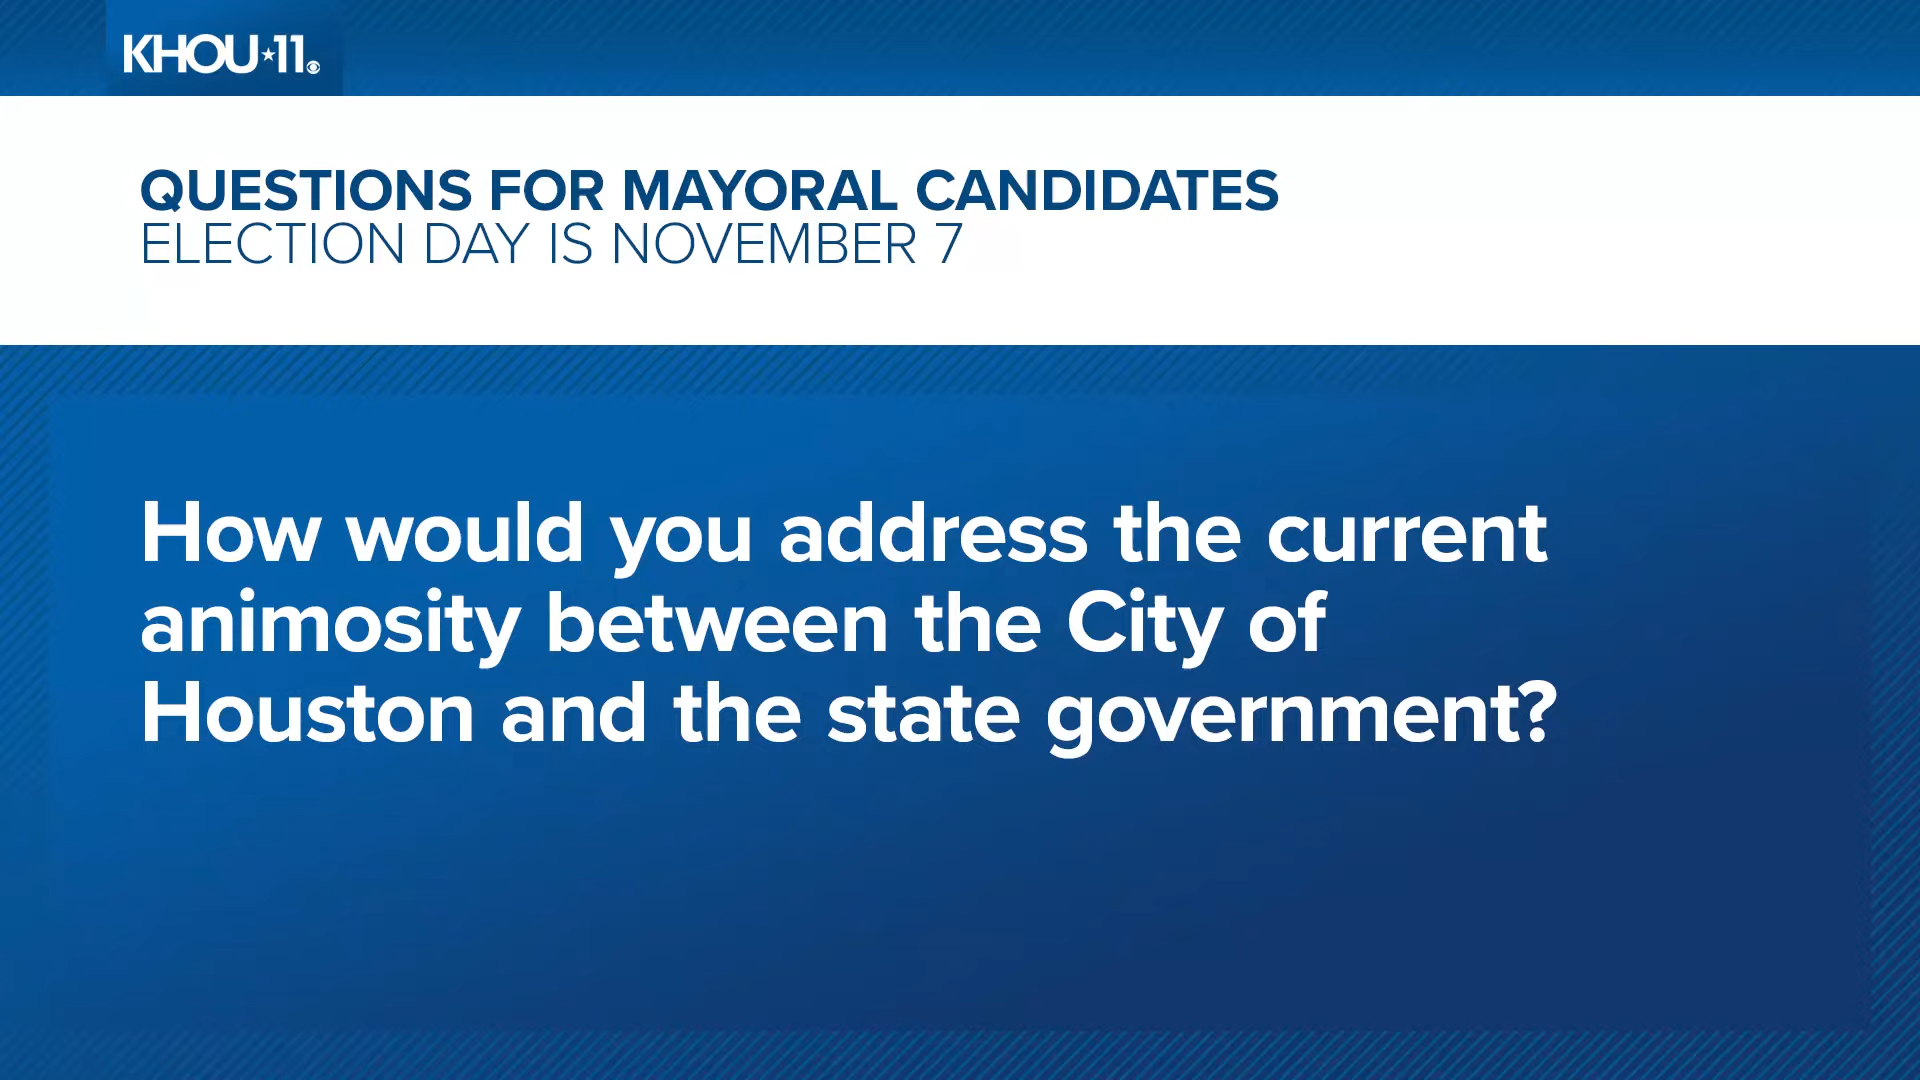 KHOU★11
QUESTIONS FOR MAYORAL CANDIDATES
ELECTION DAY IS NOVEMBER 7
How would you address the current
animosity between the City of
Houston and the state government?